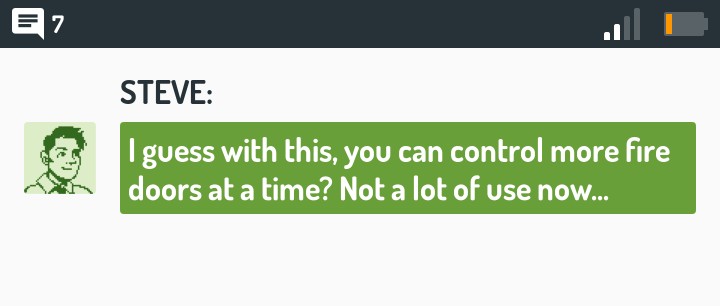 7
STEVE:
I guess with this, you can control more fire
doors at a time? Not a lot of use now...